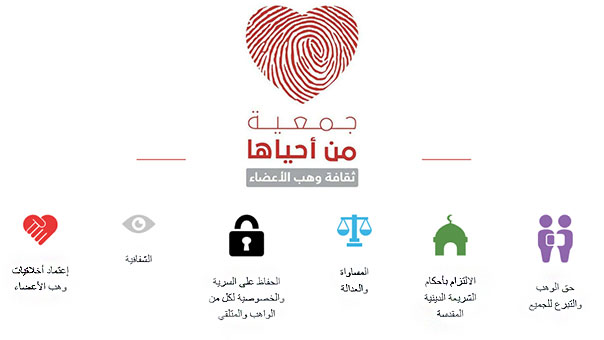 جمعية
من أحياها
ثقافة وهب الأعضاء
حق الوهب
والتبرع للجميع
الالتزام بأحكام
الشريعة الدينية
المقدسة
المساواة
والعدالة
الحفاظ على السرية
والخصوصية لكل من
الواهب والمتلقي
الشفافية
إعتماد أخلاقيات
وهب الأعضاء